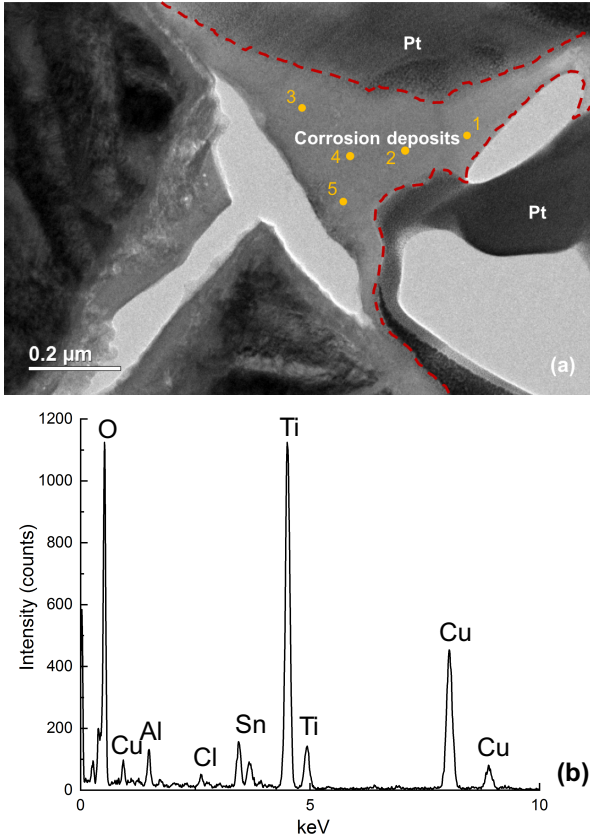 Pt
3
1
Corrosion deposits
4
2
5
Pt
0.2 μm
(a)
1200
O
Ti
1000
800
Intensity (counts)
600
Cu
400
200
Cu
Al
Cl
Sn
Ti
Cu
(b)
0
0
5
10
keV